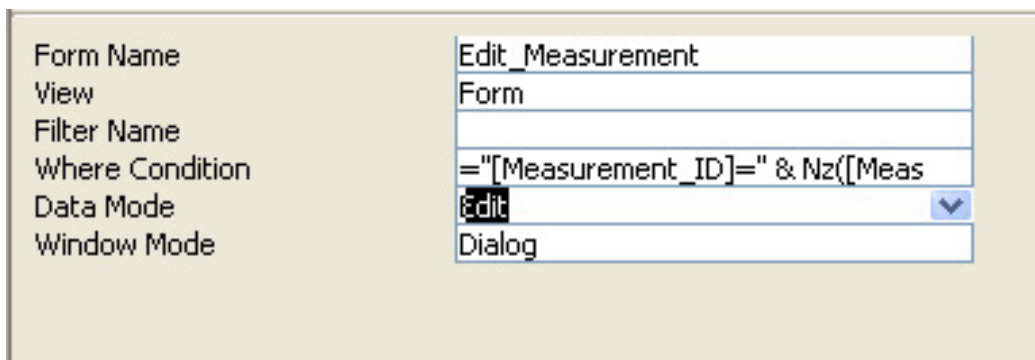 Form Name Edit_Measurement
View Form
Filter Name
Where Condition ="[Measurement_ID]=" & Nz([Meas
Data Mode Edit
Window Mode Dialog